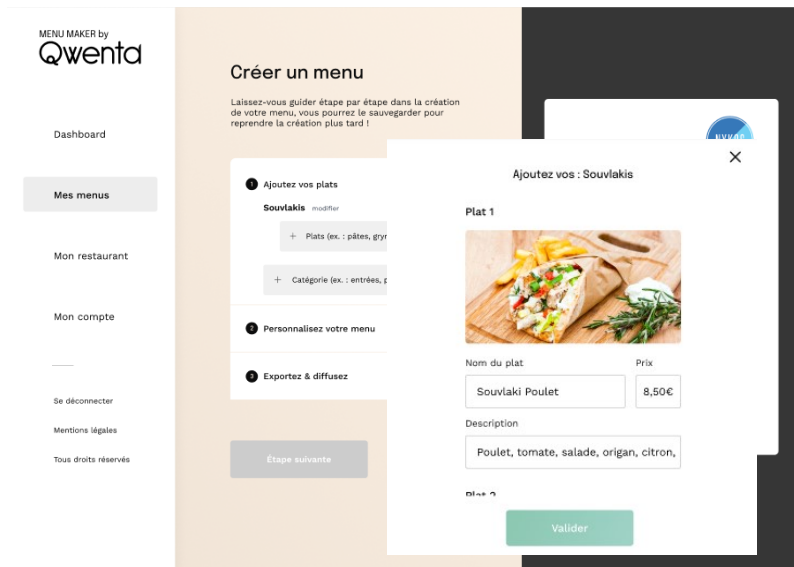 MENU MAKER by
Qwenta
Dashboard
Mes menus
Mon restaurant
Mon compte
Se déconnecter
Mentions légales
Tous droits réservés
Créer un menu
Laissez-vous guider étape par étape dans la création
de votre menu, vous pourrez le sauvegarder pour
reprendre la création plus tard !
1 Ajoutez vos plats
Souvlakis modifier
+ Plats (ex. : pâtes,
+ Catégorie (ex. : entrées,
2 Personnalisez votre menu
3 Exportez & diffusez
Étape suivante
Ajoutez vos : Souvlakis
Plat 1
Nom du plat Prix
Souvlaki Poulet 8,50€
Description
Poulet, tomate, salade, origan, citron,
Plat 2
Valider